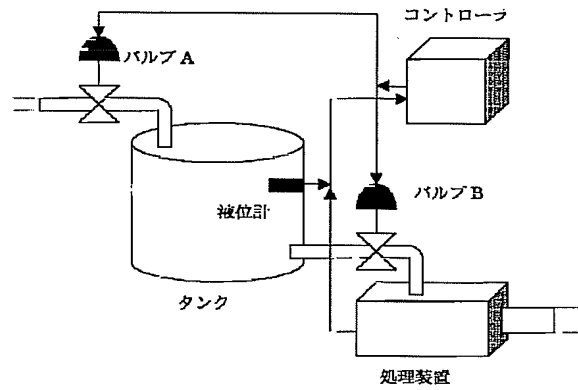 コントローラ
バルブA
バルブB
液位計
タンク
処理装置